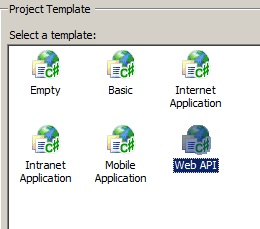 Project Template
Select a template:
C# C# C#
Empty Basic Internet
Application
C# C# C#
Intranet Mobile Web API
Application Application